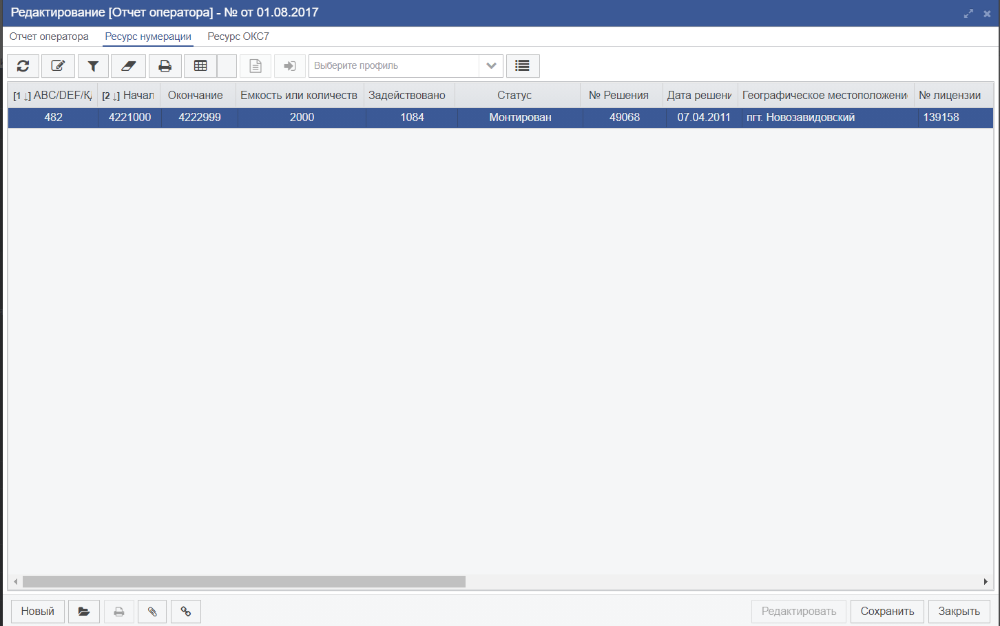 Редактирование [Отчет оператора] - № от 01.08.2017
Отчет оператора Ресурс нумерации Ресурс ОКС7
Выберите профиль
[1 ↓] ABC/DEF/КД [2 ↓] Начал Окончание Емкость или количеств Задействовано Статус № Решения Дата решени Географическое местоположени № лицензии
482 4221000 4222999 2000 1084 Монтирован 49068 07.04.2011 пгт. Новозавидовский 139158
Новый Редактировать Сохранить Закрыть